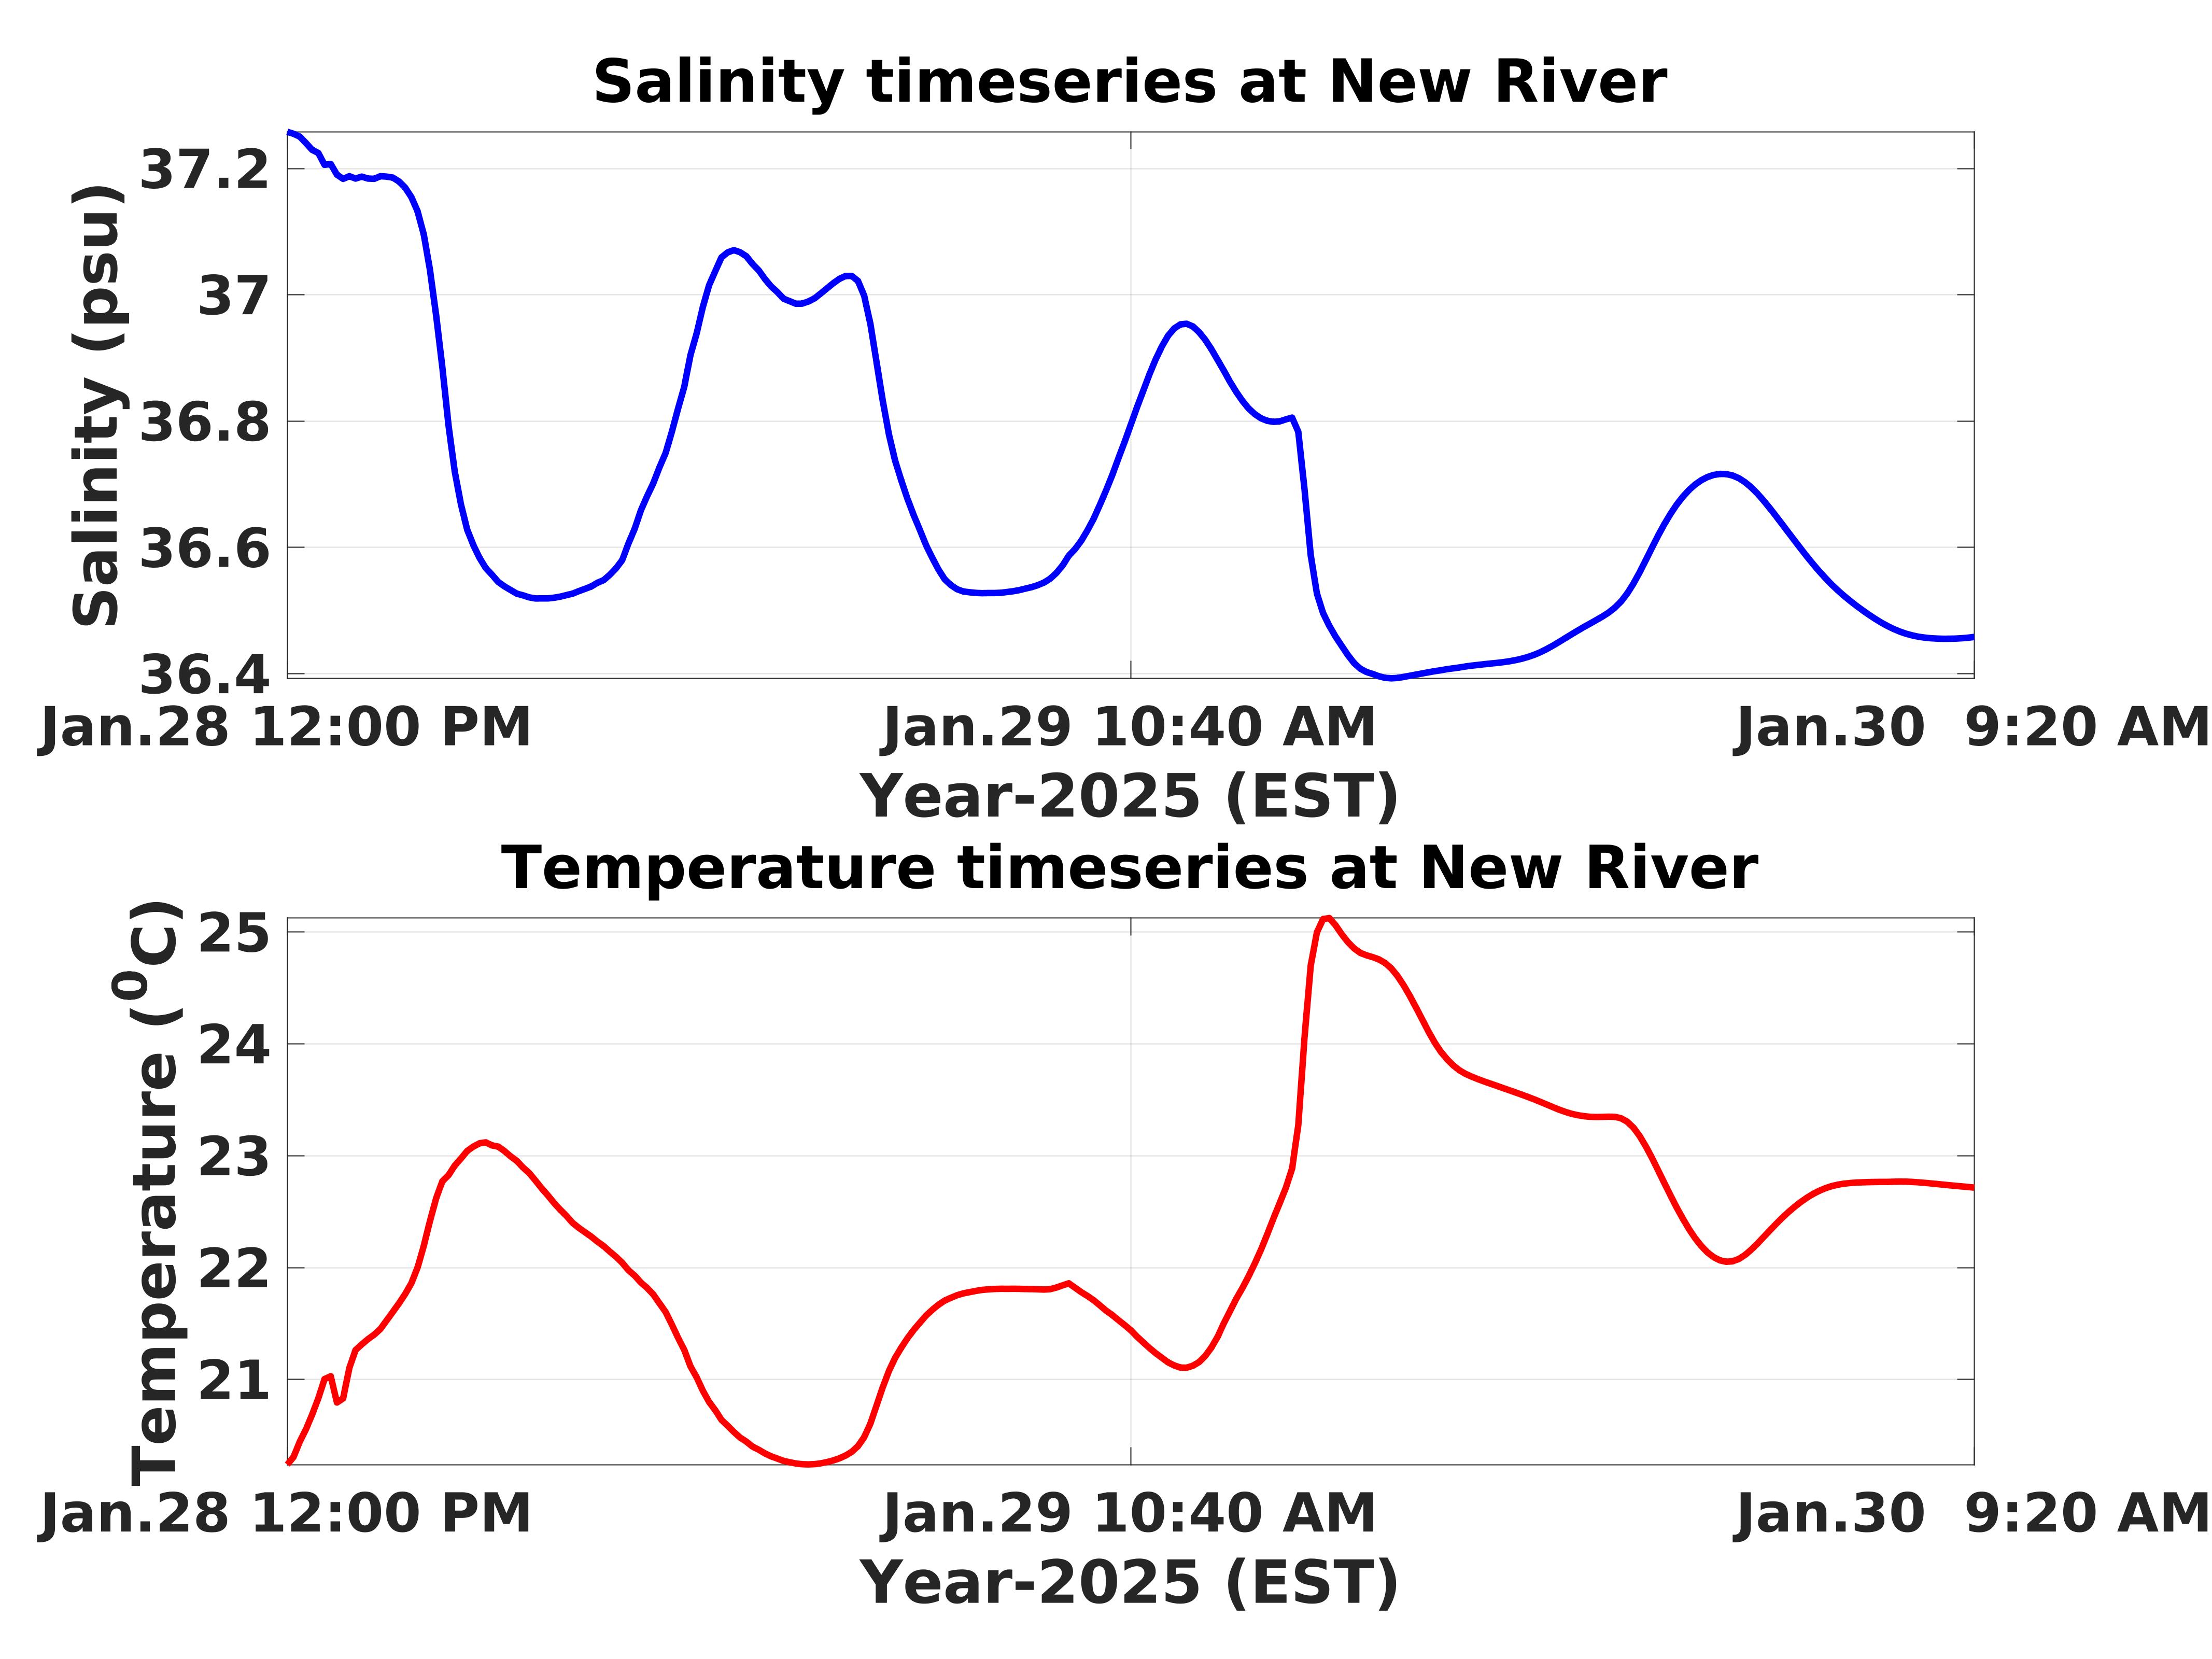 Salinity timeseries at New River
Salinity (psu)
37.2
37
36.8
36.6
36.4
Jan.28 12:00 PM Jan.29 10:40 AM Jan.30  9:20 AM
Year-2025 (EST)
Temperature timeseries at New River
Temperature (⁰C)
25
24
23
22
21
Jan.28 12:00 PM Jan.29 10:40 AM Jan.30  9:20 AM
Year-2025 (EST)